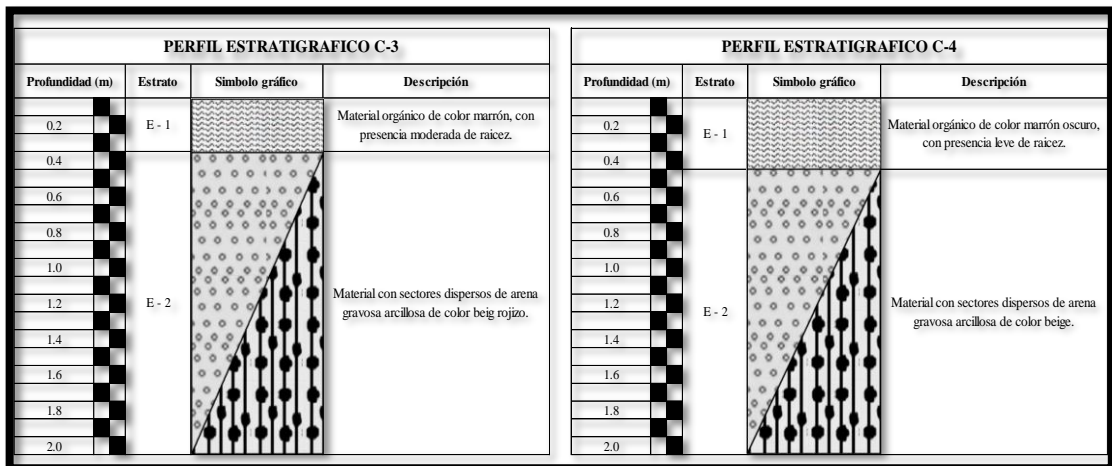 PERFIL ESTRATIGRAFICO C-3
Profundidad (m) Estrato Simbolo gráfico Descripción
0.2
0.4
0.6
0.8
1.0
1.2
1.4
1.6
1.8
2.0
E - 1
Material orgánico de color marrón, con
presencia moderada de raicez.
E - 2
Material con sectores dispersos de arena
gravosa arcillosa de color beig rojizo.
PERFIL ESTRATIGRAFICO C-4
Profundidad (m) Estrato Simbolo gráfico Descripción
0.2
0.4
0.6
0.8
1.0
1.2
1.4
1.6
1.8
2.0
E - 1
Material orgánico de color marrón oscuro,
con presencia leve de raicez.
E - 2
Material con sectores dispersos de arena
gravosa arcillosa de color beige.